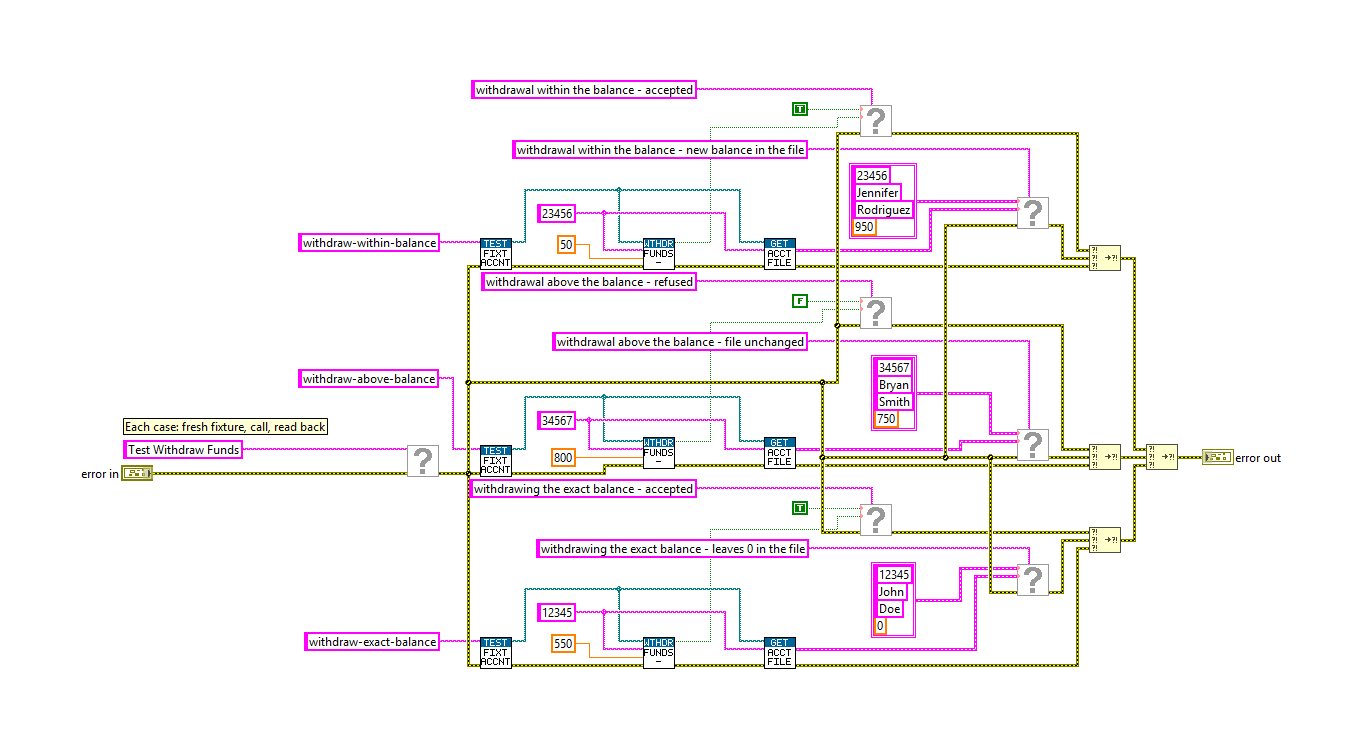 withdrawal within the balance - accepted
T
?
withdrawal within the balance - new balance in the file
23456
Jennifer
Rodriguez
950
?
23456
50
withdraw-within-balance
TEST
FIXT
ACCNT
WTHDR
FUNDS
–
GET
ACCT
FILE
?!
?!
?!
→?!
withdrawal above the balance - refused
F
?
withdrawal above the balance - file unchanged
34567
Bryan
Smith
750
?
withdraw-above-balance
34567
800
TEST
FIXT
ACCNT
WTHDR
FUNDS
–
GET
ACCT
FILE
?!
?!
?!
→?!
?!
?!
?!
→?!
Each case: fresh fixture, call, read back
Test Withdraw Funds
?
error in
error out
withdrawing the exact balance - accepted
T
?
withdrawing the exact balance - leaves 0 in the file
12345
John
Doe
0
?
?!
?!
?!
→?!
12345
550
withdraw-exact-balance
TEST
FIXT
ACCNT
WTHDR
FUNDS
–
GET
ACCT
FILE